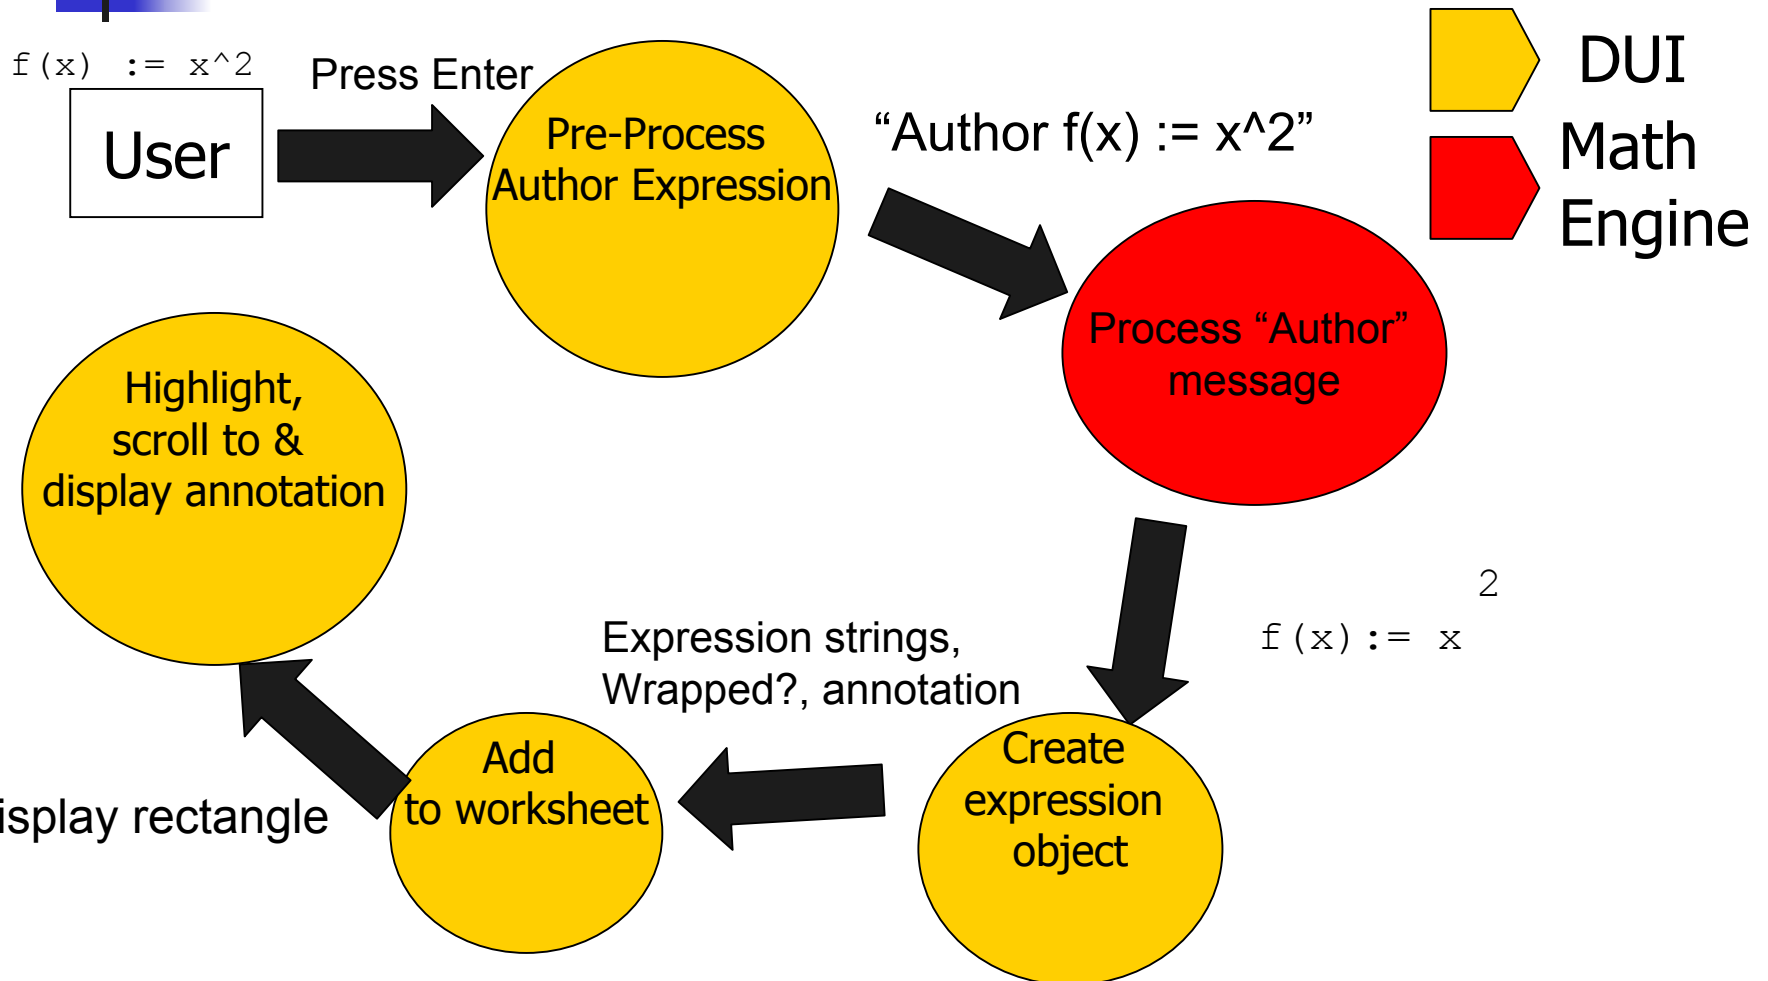 f(x) := x^2
User
Press Enter
Pre-Process
Author Expression
“Author f(x) := x^2”
DUI
Math
Engine
Process “Author”
message
2
f(x):= x
Create
expression
object
Expression strings,
Wrapped?, annotation
Add
to worksheet
isplay rectangle
Highlight,
scroll to &
display annotation